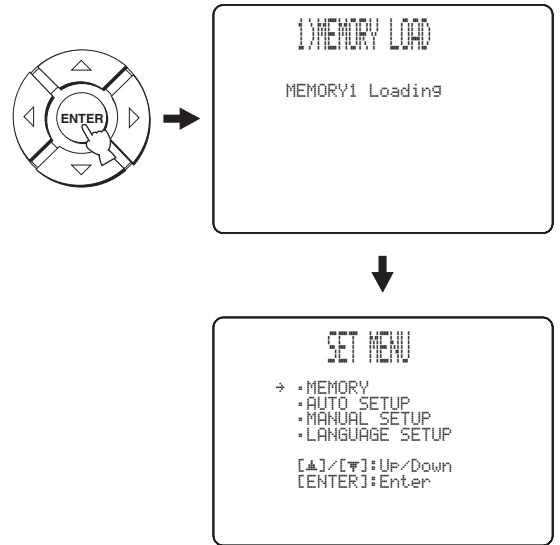 ENTER
1)MEMORY LOAD
MEMORY1 Loading
SET MENU
→ ・MEMORY
・AUTO SETUP
・MANUAL SETUP
・LANGUAGE SETUP
[▲]/[▼]:Up/Down
[ENTER]:Enter